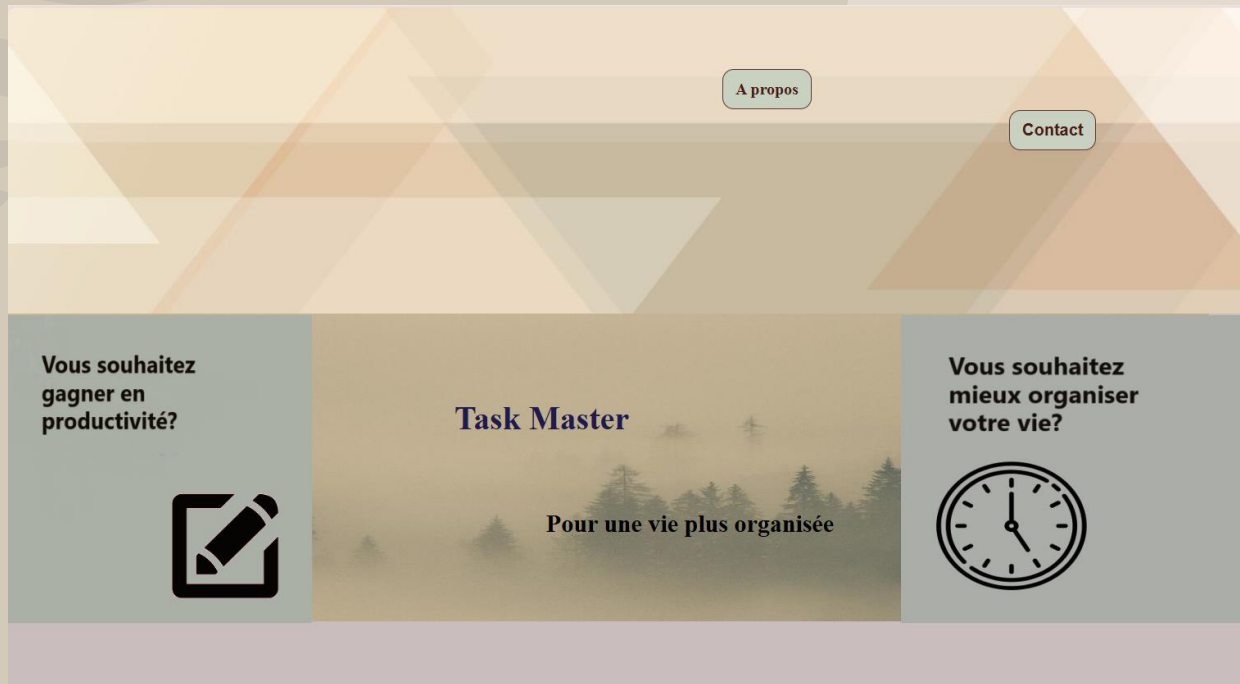 A propos
Contact
Vous souhaitez
gagner en
productivité?
Task Master
Pour une vie plus organisée
Vous souhaitez
mieux organiser
votre vie?